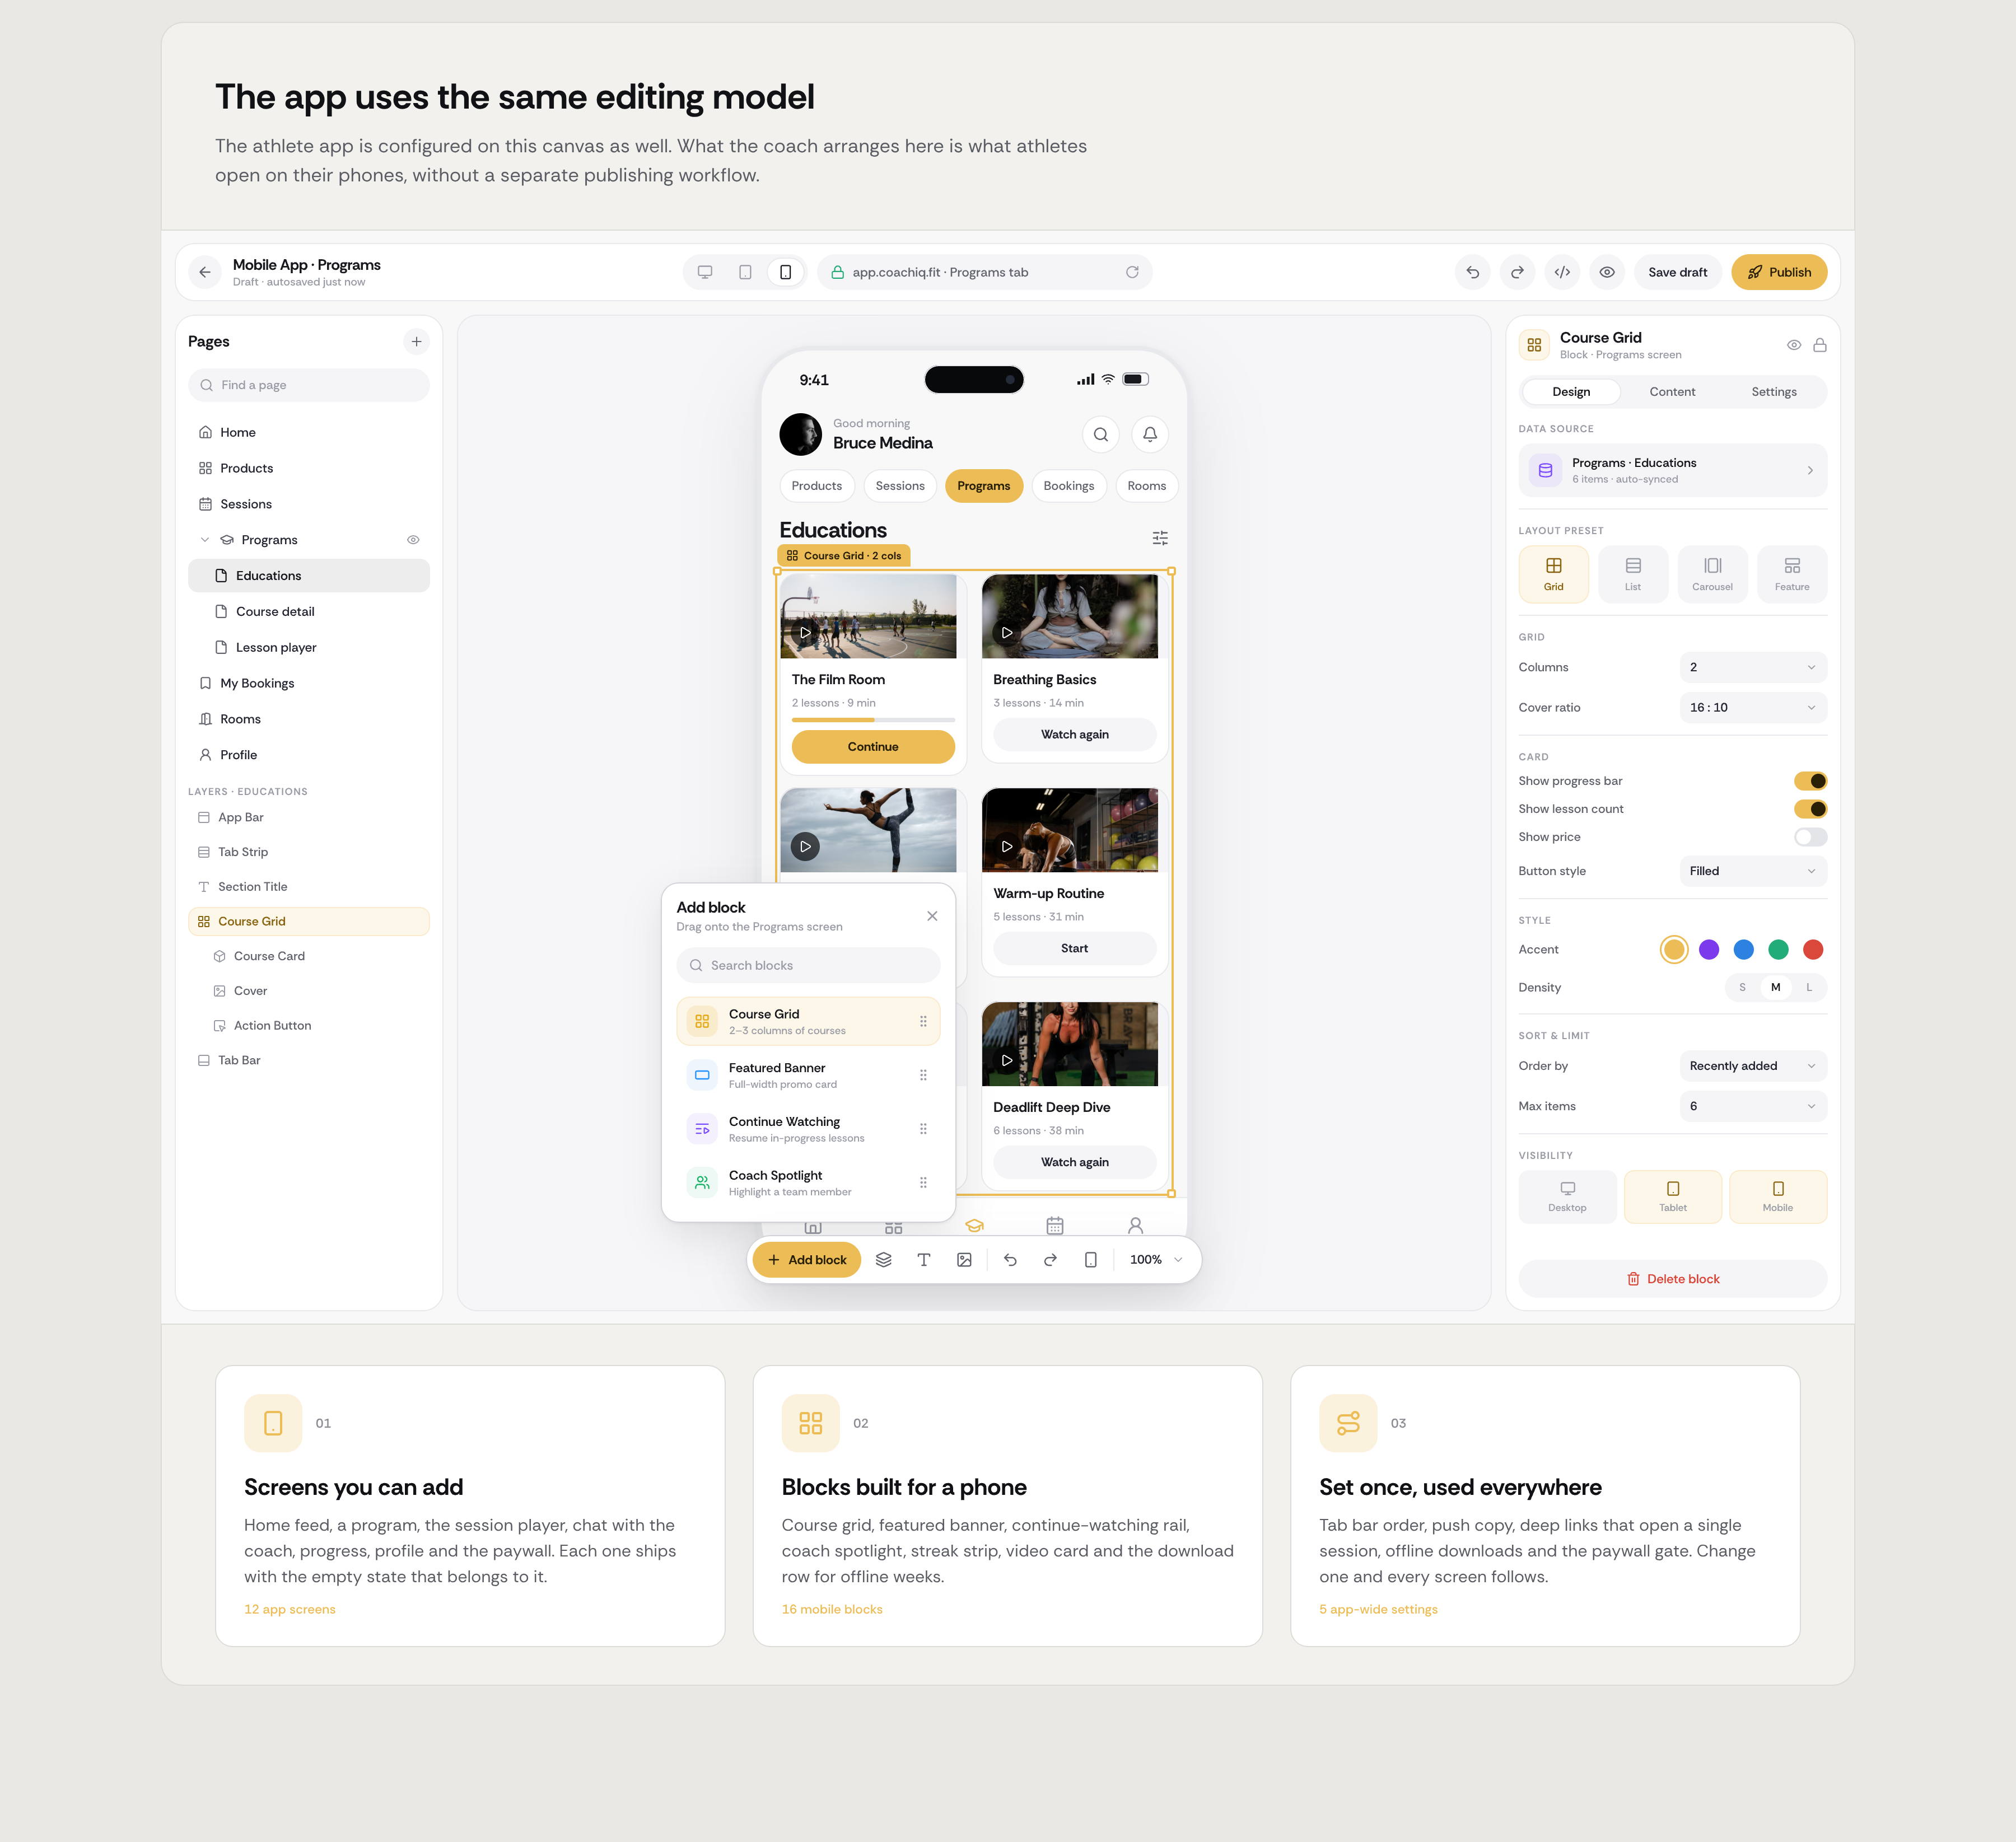 The app uses the same editing model
The athlete app is configured on this canvas as well. What the coach arranges here is what athletes
open on their phones, without a separate publishing workflow.
Mobile App · Programs
Draft · autosaved just now
app.coachiq.fit · Programs tab
Save draft
Publish
Pages
Find a page
Home
Products
Sessions
Programs
Educations
Course detail
Lesson player
My Bookings
Rooms
Profile
LAYERS · EDUCATIONS
App Bar
Tab Strip
Section Title
Course Grid
Course Card
Cover
Action Button
Tab Bar
9:41
Good morning
Bruce Medina
Products
Sessions
Programs
Bookings
Rooms
Educations
Course Grid · 2 cols
The Film Room
2 lessons · 9 min
Continue
Breathing Basics
3 lessons · 14 min
Watch again
Warm-up Routine
5 lessons · 31 min
Start
Deadlift Deep Dive
6 lessons · 38 min
Watch again
Add block
Drag onto the Programs screen
Search blocks
Course Grid
2–3 columns of courses
Featured Banner
Full-width promo card
Continue Watching
Resume in-progress lessons
Coach Spotlight
Highlight a team member
Add block
100%
Course Grid
Block · Programs screen
Design
Content
Settings
DATA SOURCE
Programs · Educations
6 items · auto-synced
LAYOUT PRESET
Grid
List
Carousel
Feature
GRID
Columns
2
Cover ratio
16 : 10
CARD
Show progress bar
Show lesson count
Show price
Button style
Filled
STYLE
Accent
Density
S
M
L
SORT & LIMIT
Order by
Recently added
Max items
6
VISIBILITY
Desktop
Tablet
Mobile
Delete block
01
Screens you can add
Home feed, a program, the session player, chat with the
coach, progress, profile and the paywall. Each one ships
with the empty state that belongs to it.
12 app screens
02
Blocks built for a phone
Course grid, featured banner, continue-watching rail,
coach spotlight, streak strip, video card and the download
row for offline weeks.
16 mobile blocks
03
Set once, used everywhere
Tab bar order, push copy, deep links that open a single
session, offline downloads and the paywall gate. Change
one and every screen follows.
5 app-wide settings